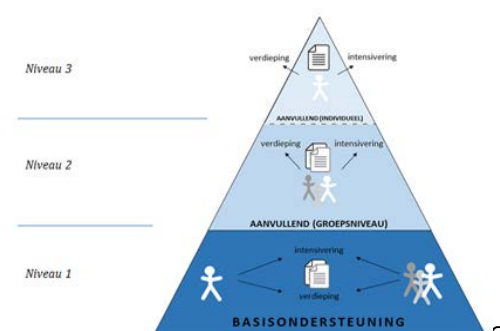 Niveau 3
verdieping
intensivering
AANVULLEND (INDIVIDUEEL)
Niveau 2
verdieping
intensivering
AANVULLEND (GROEPSNIVEAU)
Niveau 1
intensivering
verdieping
BASISONDERSTEUNING